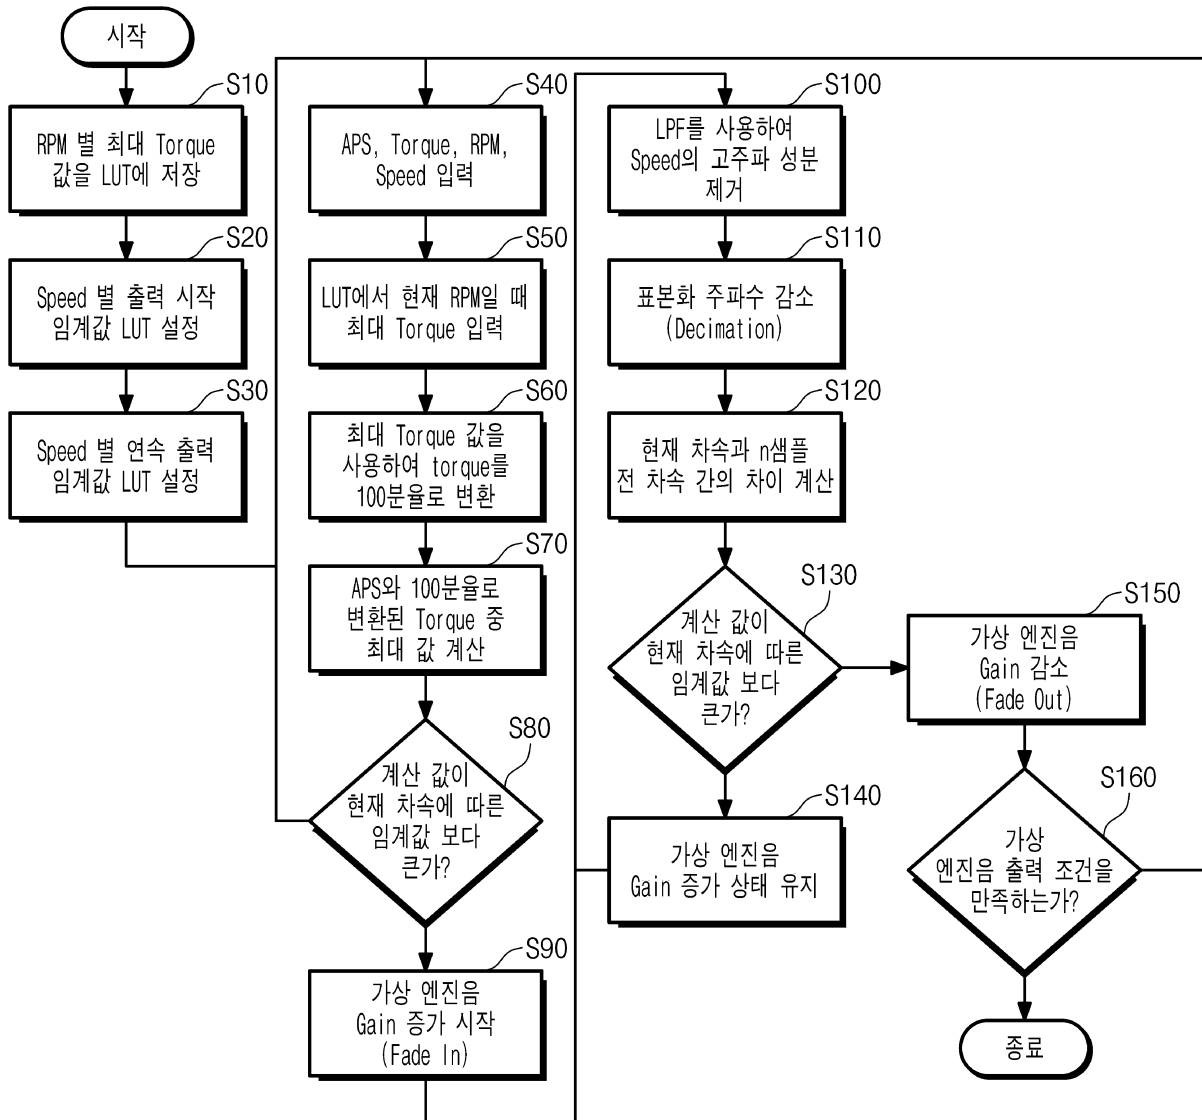 시작
S10
RPM 별 최대 Torque
값을 LUT에 저장
S20
Speed 별 출력 시작
임계값 LUT 설정
S30
Speed 별 연속 출력
임계값 LUT 설정
S40
APS, Torque, RPM,
Speed 입력
S50
LUT에서 현재 RPM일 때
최대 Torque 입력
S60
최대 Torque 값을
사용하여 torque를
100분율로 변환
S70
APS와 100분율로
변환된 Torque 중
최대 값 계산
S80
계산 값이
현재 차속에 따른
임계값 보다
큰가?
S90
가상 엔진음
Gain 증가 시작
(Fade In)
S100
LPF를 사용하여
Speed의 고주파 성분
제거
S110
표본화 주파수 감소
(Decimation)
S120
현재 차속과 n샘플
전 차속 간의 차이 계산
S130
계산 값이
현재 차속에 따른
임계값 보다
큰가?
S140
가상 엔진음
Gain 증가 상태 유지
S150
가상 엔진음
Gain 감소
(Fade Out)
S160
가상
엔진음 출력 조건을
만족하는가?
종료